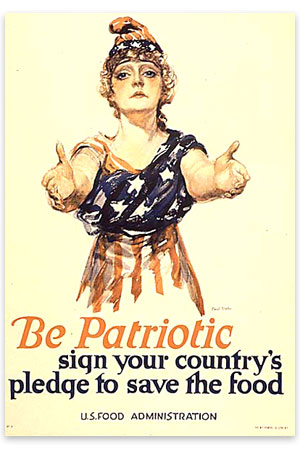 Be Patriotic
sign your country's
pledge to save the food
U.S. FOOD ADMINISTRATION